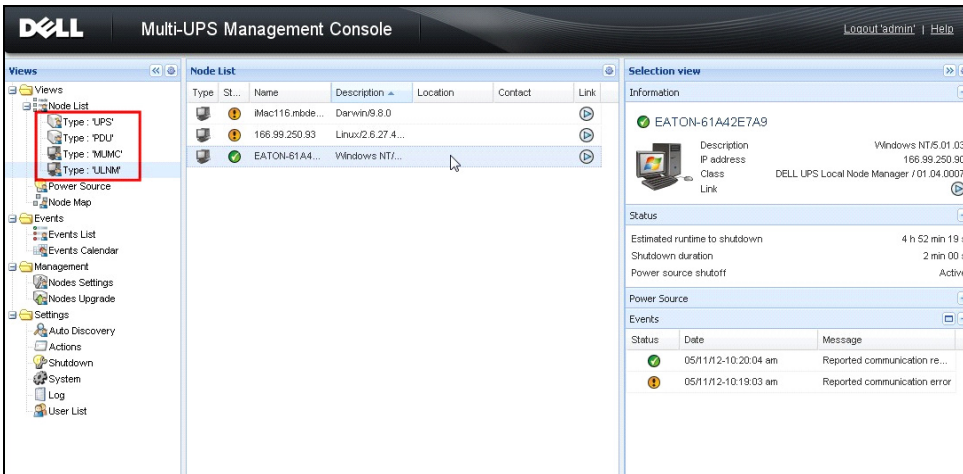 DELL Multi-UPS Management Console Logout 'admin' | Help
Views
Views
Node List
Type : 'UPS'
Type : 'PDU'
Type : 'MUMC'
Type : 'ULNM'
Power Source
Node Map
Events
Events List
Events Calendar
Management
Nodes Settings
Nodes Upgrade
Settings
Auto Discovery
Actions
Shutdown
System
Log
User List
Node List
Type St... Name Description Location Contact Link
iMac116.mbde... Darwin/9.8.0
166.99.250.93 Linux/2.6.27.4...
EATON-61A4... Windows NT/...
Selection view
Information
EATON-61A42E7A9
Description Windows NT/5.01.03
IP address 166.99.250.90
Class DELL UPS Local Node Manager / 01.04.0007
Link
Status
Estimated runtime to shutdown 4 h 52 min 19 s
Shutdown duration 2 min 00 s
Power source shutoff Active
Power Source
Events
Status Date Message
05/11/12-10:20:04 am Reported communication re...
05/11/12-10:19:03 am Reported communication error